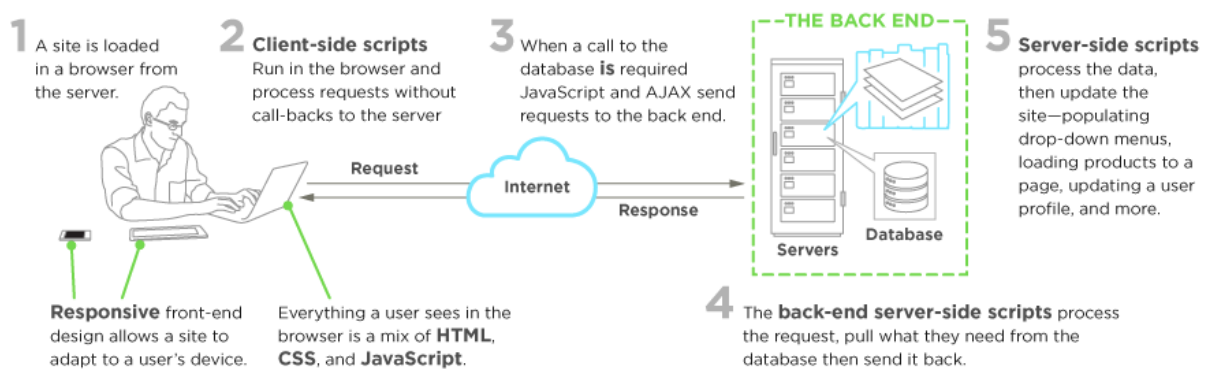 1
A site is loaded
in a browser from
the server.
2
Client-side scripts
Run in the browser and
process requests without
call-backs to the server
3
When a call to the
database is required
JavaScript and AJAX send
requests to the back end.
THE BACK END
5
Server-side scripts
process the data,
then update the
site—populating
drop-down menus,
loading products to a
page, updating a user
profile, and more.
Request
Internet
Response
Servers
Database
Responsive front-end
design allows a site to
adapt to a user's device.
Everything a user sees in the
browser is a mix of HTML,
CSS, and JavaScript.
4
The back-end server-side scripts process
the request, pull what they need from the
database then send it back.